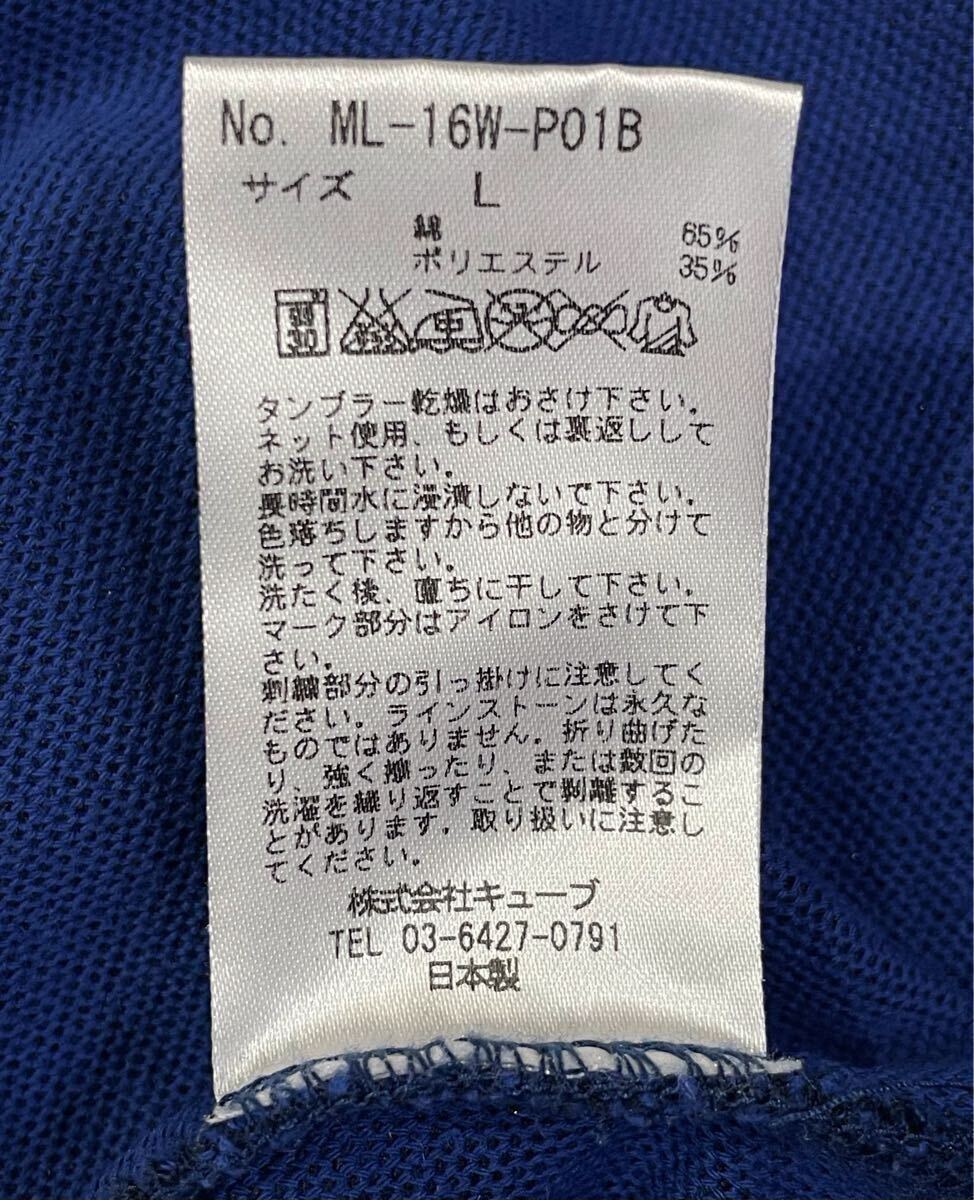 No. ML-16W-P01B
サイズ L
綿 65%
ポリエステル 35%
タンブラー乾燥はおさけ下さい。
ネット使用、もしくは裏返しして
お洗い下さい。
長時間水に浸漬しないで下さい。
色落ちしますから他の物と分けて
洗って下さい。
洗たく後、直ちに干して下さい。
マーク部分はアイロンをさけて下
さい。
刺繍部分の引っ掛けに注意してく
ださい。ラインストーンは永久な
ものではありません。折り曲げた
り、強く擦ったり、または数回の
洗濯を繰り返すことで剥離するこ
とがあります。取り扱いに注意し
てください。
株式会社キューブ
TEL 03-6427-0791
日本製